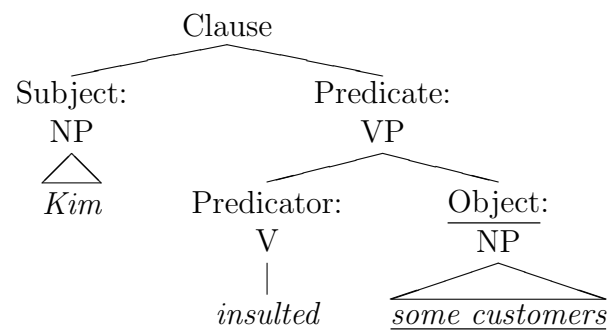 Clause
Subject: Predicate:
NP VP
Kim Predicator: Object:
V NP
insulted some customers